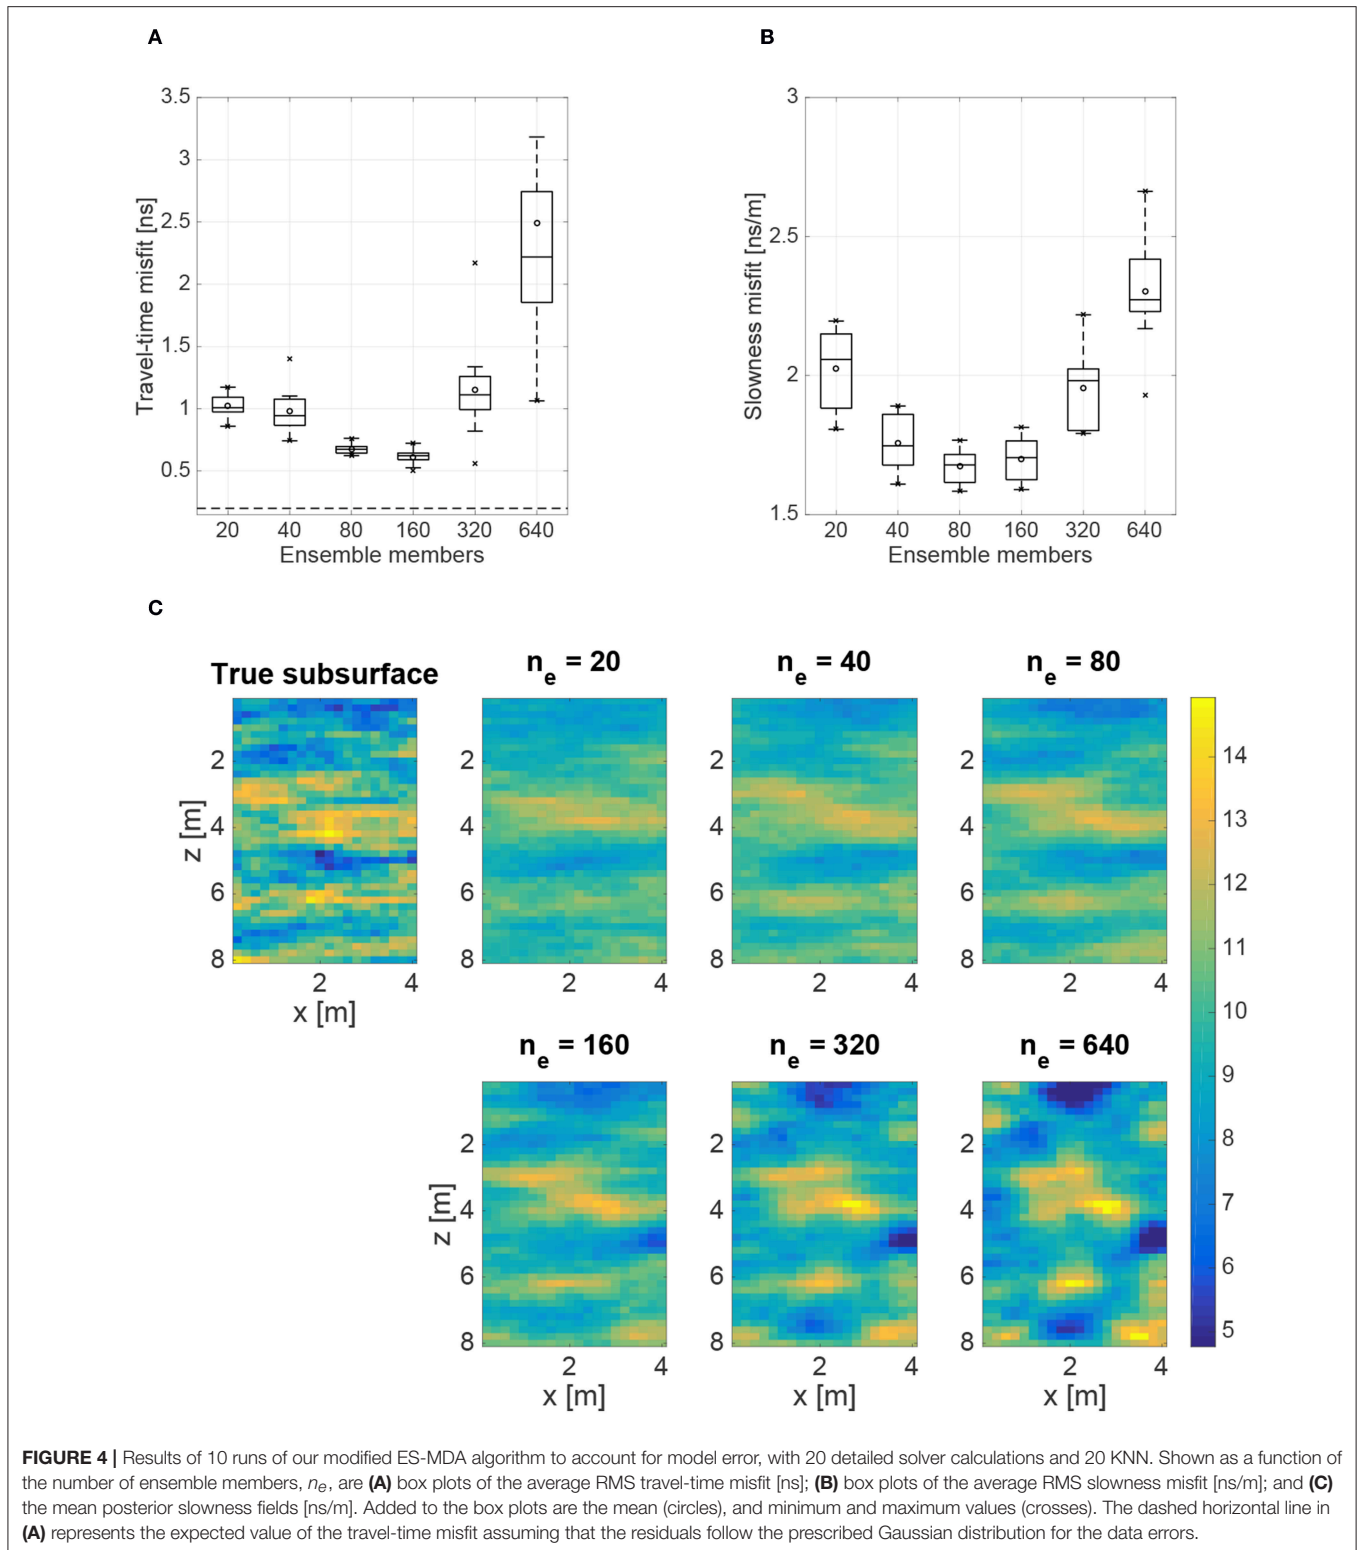 A
B
3.5
3
2.5
2
1.5
1
0.5
Travel-time misfit [ns]
20 40 80 160 320 640
Ensemble members
3
2.5
2
1.5
Slowness misfit [ns/m]
20 40 80 160 320 640
Ensemble members
C
True subsurface
n_e = 20
n_e = 40
n_e = 80
2
4
6
8
z [m]
2 4
x [m]
2
4
6
8
2 4
2
4
6
8
2 4
2
4
6
8
2 4
14
13
12
11
10
9
8
7
6
5
n_e = 160
n_e = 320
n_e = 640
2
4
6
8
z [m]
2 4
x [m]
2
4
6
8
2 4
x [m]
2
4
6
8
2 4
x [m]
FIGURE 4 | Results of 10 runs of our modified ES-MDA algorithm to account for model error, with 20 detailed solver calculations and 20 KNN. Shown as a function of
the number of ensemble members, n_e, are (A) box plots of the average RMS travel-time misfit [ns]; (B) box plots of the average RMS slowness misfit [ns/m]; and (C)
the mean posterior slowness fields [ns/m]. Added to the box plots are the mean (circles), and minimum and maximum values (crosses). The dashed horizontal line in
(A) represents the expected value of the travel-time misfit assuming that the residuals follow the prescribed Gaussian distribution for the data errors.